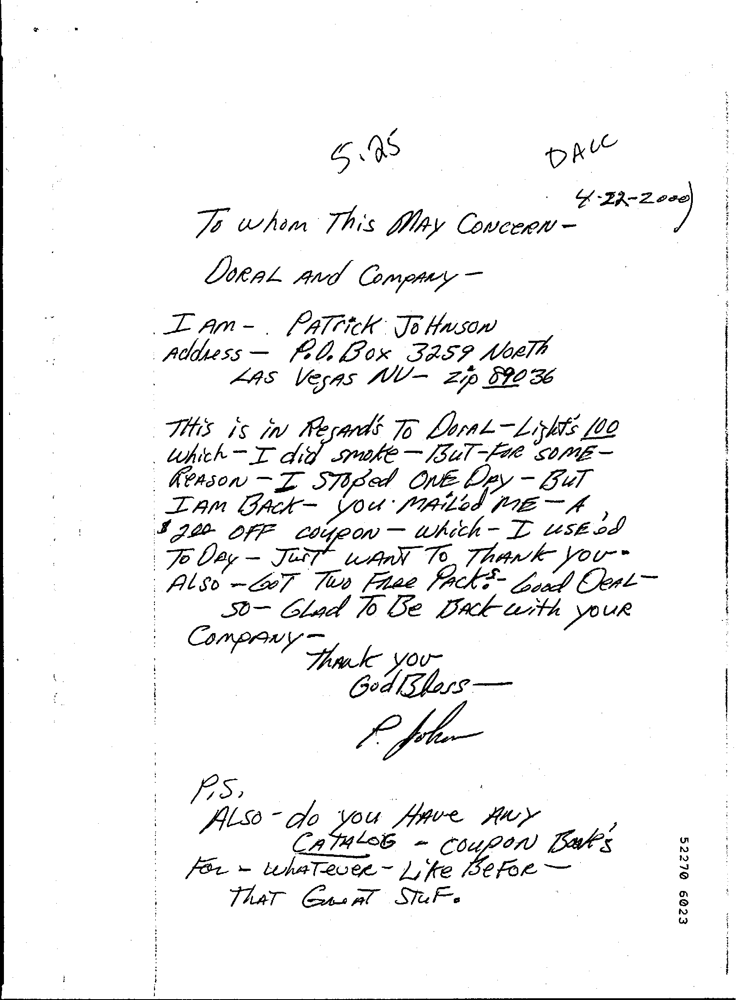 5.25
DALC
4-22-2000
To whom This MAY CONCERN-
DORAL AND COMPANY-
I AM- . PATrick JoHNSON
Address - P.O. Box 3259 NORTH
LAS VegAS NV- zip 89036
THis is iN RegArd's To DorAL-Light's 100
which-I did smoke-BUT-FOR SOME-
REASON-I STOPed ONE DAY-BUT
I AM BACK- you MAiL'ed ME-A
$ 200 OFF coupon-which-I USE'd
To DAY- JUST WANT To THANK YOU-
ALSO-GOT Two FREE PACK'S- Good DEAL-
SO-GLAd To Be BACK with YOUR
COMPANY-
THANK you
God Bless-
P. John
P.S.
ALSO-do you HAVE ANY
CATALOG - COUPON Book's
For - WHATever-Like BeFOR-
THAT GREAT STUF.
52270 6023